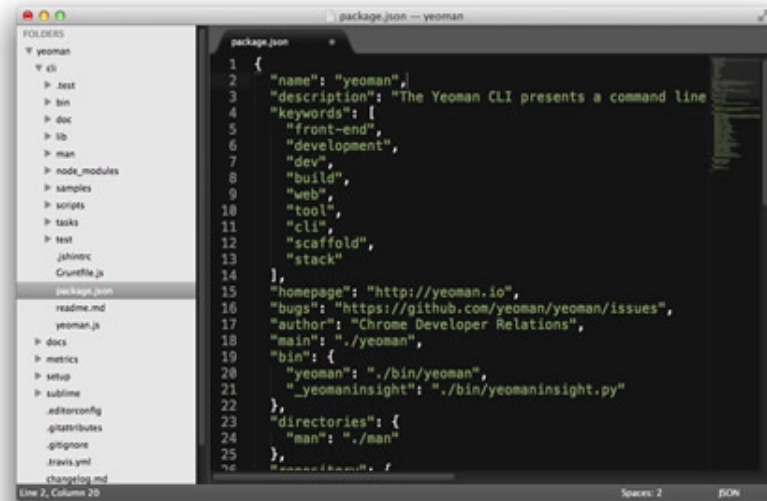 package.json — yeoman
FOLDERS
yeoman
cli
.test
bin
doc
lib
man
node_modules
samples
scripts
tasks
test
.jshintrc
Gruntfile.js
package.json
readme.md
yeoman.js
docs
metrics
setup
sublime
.editorconfig
.gitattributes
.gitignore
.travis.yml
changelog.md
package.json
1 {
2 "name": "yeoman",
3 "description": "The Yeoman CLI presents a command line
4 "keywords": [
5 "front-end",
6 "development",
7 "dev",
8 "build",
9 "web",
10 "tool",
11 "cli",
12 "scaffold",
13 "stack"
14 ],
15 "homepage": "http://yeoman.io",
16 "bugs": "https://github.com/yeoman/yeoman/issues",
17 "author": "Chrome Developer Relations",
18 "main": "./yeoman",
19 "bin": {
20 "yeoman": "./bin/yeoman",
21 "_yeomaninsight": "./bin/yeomaninsight.py"
22 },
23 "directories": {
24 "man": "./man"
25 },
26 "repository": {
Line 2, Column 20
Spaces: 2
JSON